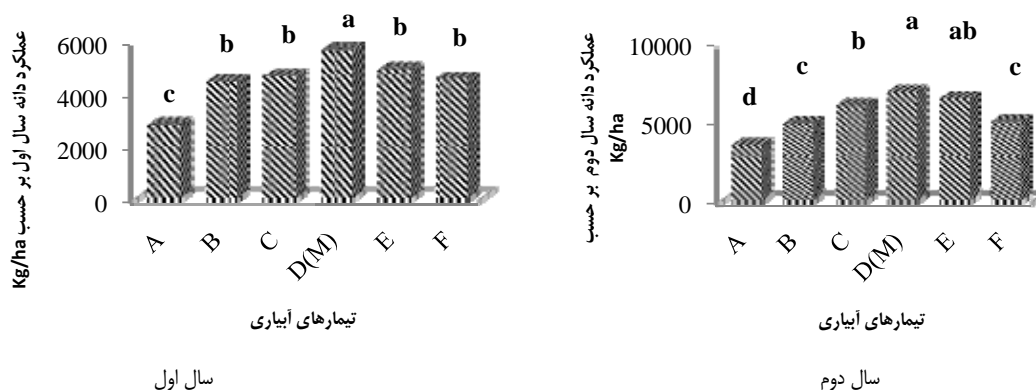 عملکرد دانه سال اول بر حسب Kg/ha
6000
4000
2000
0
c
b
b
a
b
b
A
B
C
D(M)
E
F
تیمارهای آبیاری
سال اول
عملکرد دانه سال دوم بر حسب
Kg/ha
10000
5000
0
d
c
b
a
ab
c
A
B
C
D(M)
E
F
تیمارهای آبیاری
سال دوم